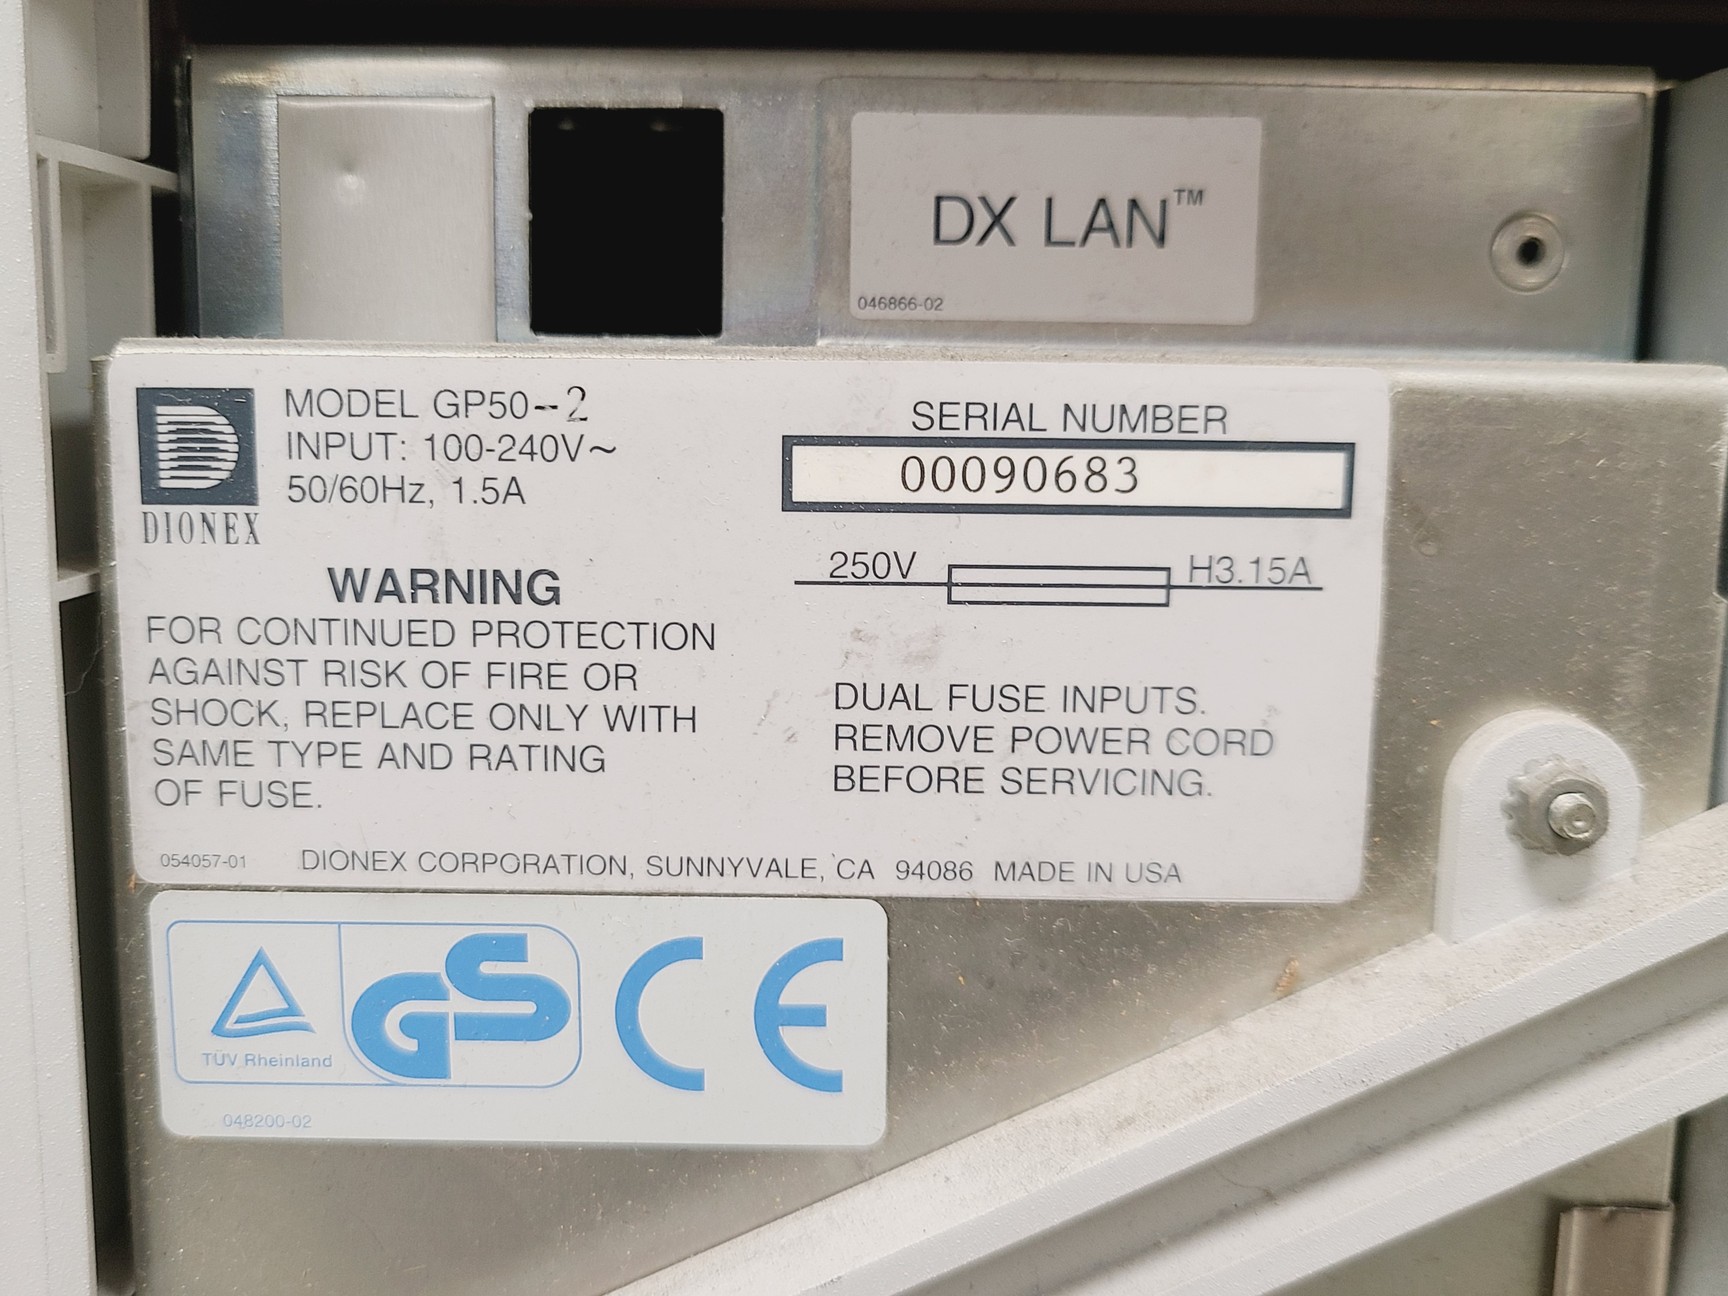 DX LAN™
046866-02
MODEL GP50-2
INPUT: 100-240V~
50/60Hz, 1.5A
DIONEX
SERIAL NUMBER
00090683
250V H3.15A
WARNING
FOR CONTINUED PROTECTION
AGAINST RISK OF FIRE OR
SHOCK, REPLACE ONLY WITH
SAME TYPE AND RATING
OF FUSE.
DUAL FUSE INPUTS.
REMOVE POWER CORD
BEFORE SERVICING.
054057-01 DIONEX CORPORATION, SUNNYVALE, CA 94086 MADE IN USA
TÜV Rheinland
GS
CE
048200-02